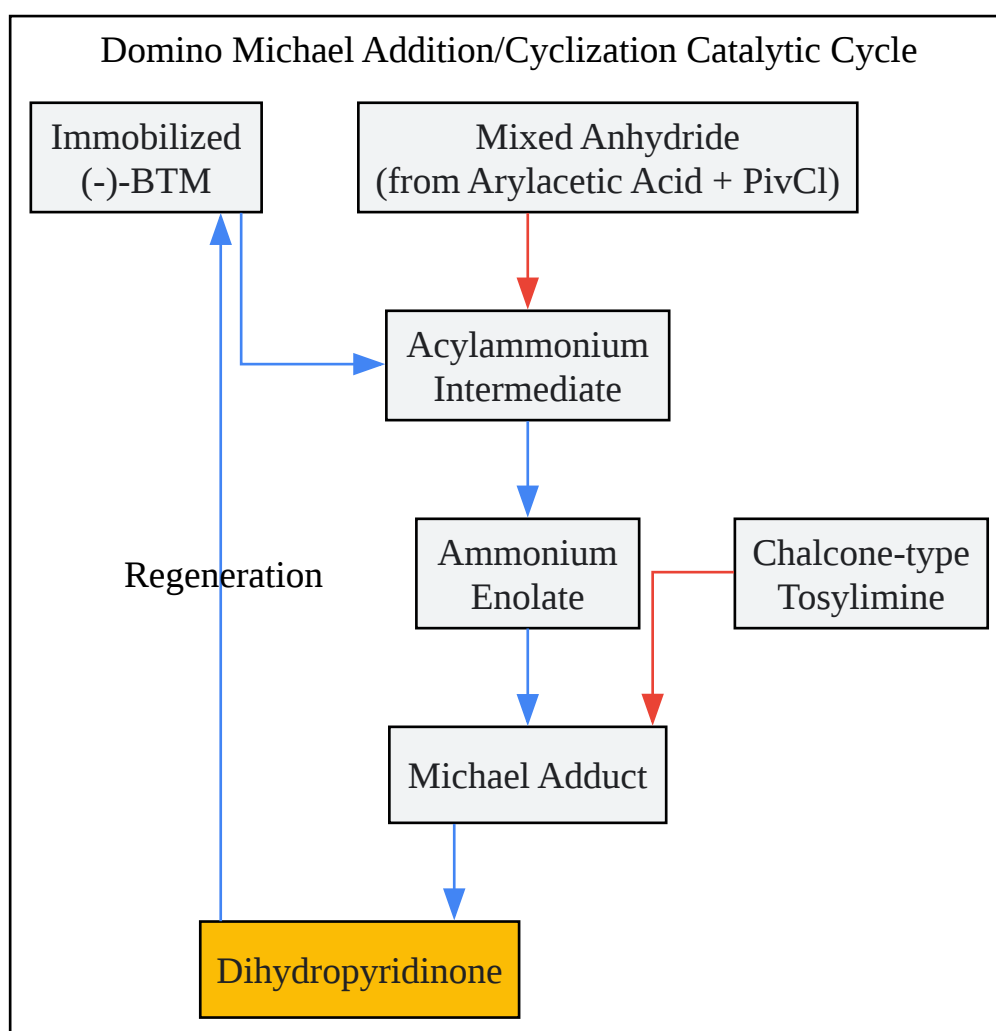 Domino Michael Addition/Cyclization Catalytic Cycle
Immobilized
(-)-BTM
Mixed Anhydride
(from Arylacetic Acid + PivCl)
Acylammonium
Intermediate
Ammonium
Enolate
Chalcone-type
Tosylimine
Regeneration
Michael Adduct
Dihydropyridinone